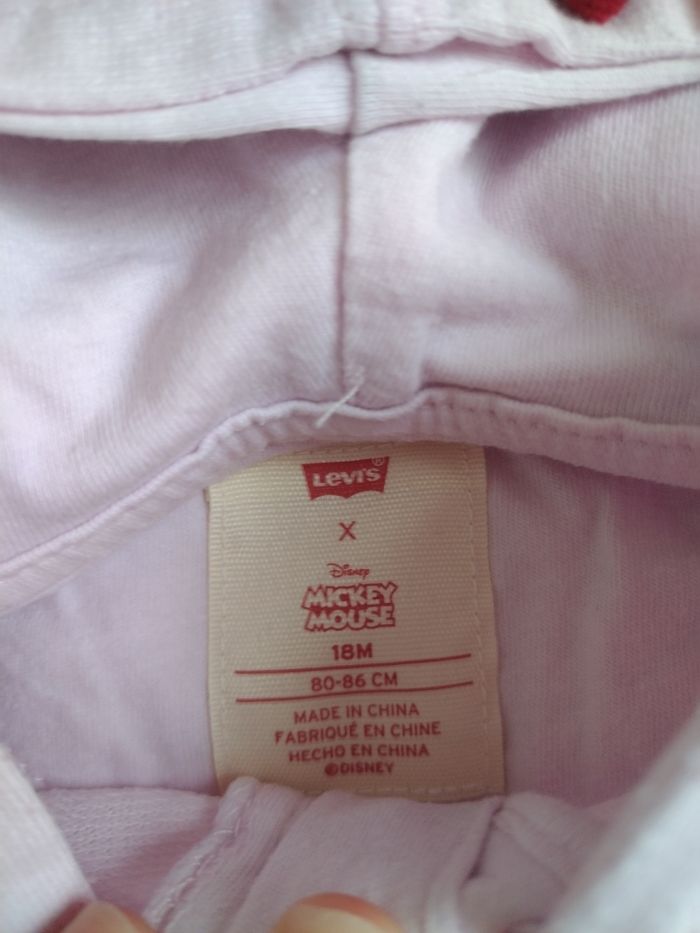 Levi's®
X
Disney
MICKEY
MOUSE
18M
80-86 CM
MADE IN CHINA
FABRIQUÉ EN CHINE
HECHO EN CHINA
©DISNEY